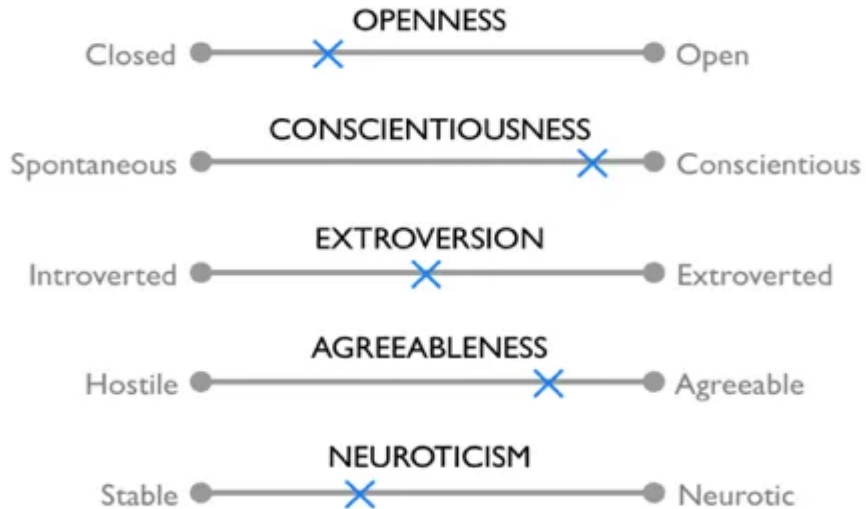 OPENNESS
Closed Open
CONSCIENTIOUSNESS
Spontaneous Conscientious
EXTROVERSION
Introverted Extroverted
AGREEABLENESS
Hostile Agreeable
NEUROTICISM
Stable Neurotic